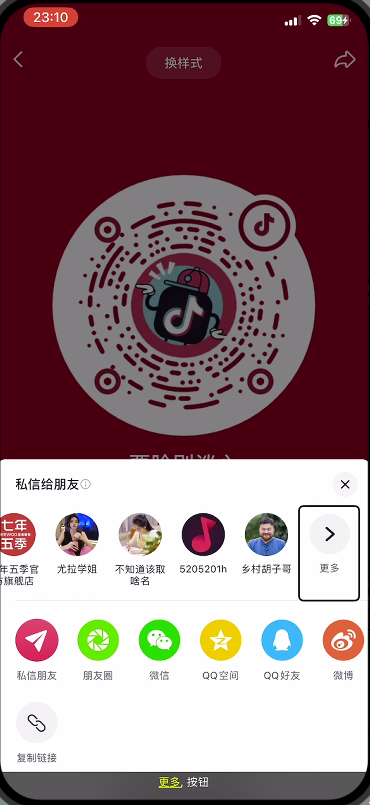 23:10
69
换样式
私信给朋友
七年
五季
年五季官
方旗舰店
尤拉学姐
不知道该取
啥名
5205201h
乡村胡子哥
更多
私信朋友
朋友圈
微信
QQ空间
QQ好友
微博
复制链接
更多, 按钮